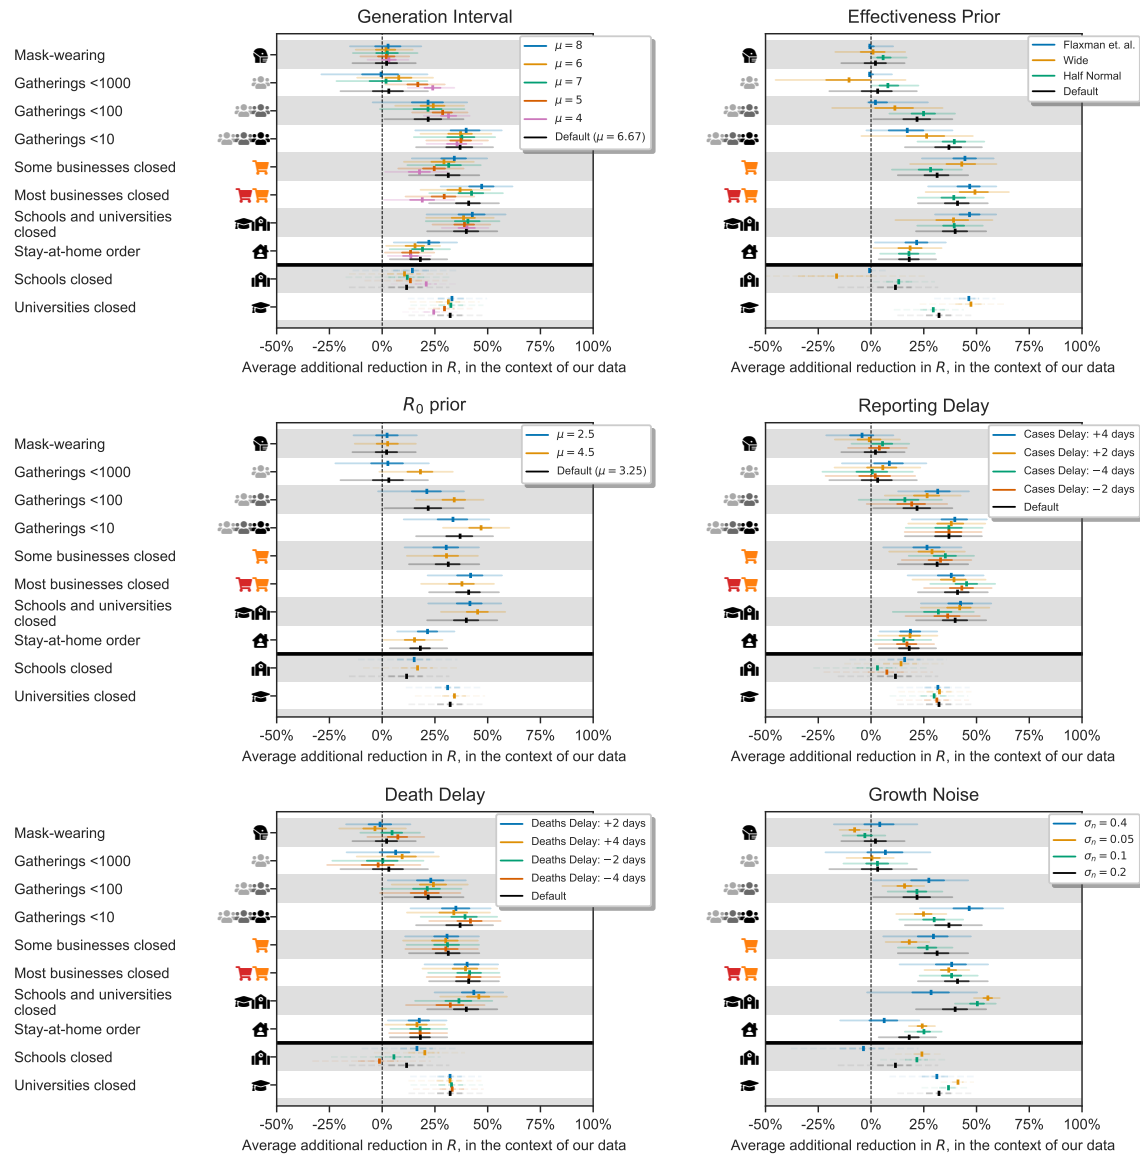 Generation Interval
Mask-wearing
Gatherings <1000
Gatherings <100
Gatherings <10
Some businesses closed
Most businesses closed
Schools and universities
closed
Stay-at-home order
Schools closed
Universities closed
μ = 8
μ = 6
μ = 7
μ = 5
μ = 4
Default (μ = 6.67)
-50% -25% 0% 25% 50% 75% 100%
Average additional reduction in R, in the context of our data
Effectiveness Prior
Flaxman et. al.
Wide
Half Normal
Default
-50% -25% 0% 25% 50% 75% 100%
Average additional reduction in R, in the context of our data
R₀ prior
Mask-wearing
Gatherings <1000
Gatherings <100
Gatherings <10
Some businesses closed
Most businesses closed
Schools and universities
closed
Stay-at-home order
Schools closed
Universities closed
μ = 2.5
μ = 4.5
Default (μ = 3.25)
-50% -25% 0% 25% 50% 75% 100%
Average additional reduction in R, in the context of our data
Reporting Delay
Cases Delay: +4 days
Cases Delay: +2 days
Cases Delay: −4 days
Cases Delay: −2 days
Default
-50% -25% 0% 25% 50% 75% 100%
Average additional reduction in R, in the context of our data
Death Delay
Mask-wearing
Gatherings <1000
Gatherings <100
Gatherings <10
Some businesses closed
Most businesses closed
Schools and universities
closed
Stay-at-home order
Schools closed
Universities closed
Deaths Delay: +2 days
Deaths Delay: +4 days
Deaths Delay: −2 days
Deaths Delay: −4 days
Default
-50% -25% 0% 25% 50% 75% 100%
Average additional reduction in R, in the context of our data
Growth Noise
σₙ = 0.4
σₙ = 0.05
σₙ = 0.1
σₙ = 0.2
-50% -25% 0% 25% 50% 75% 100%
Average additional reduction in R, in the context of our data